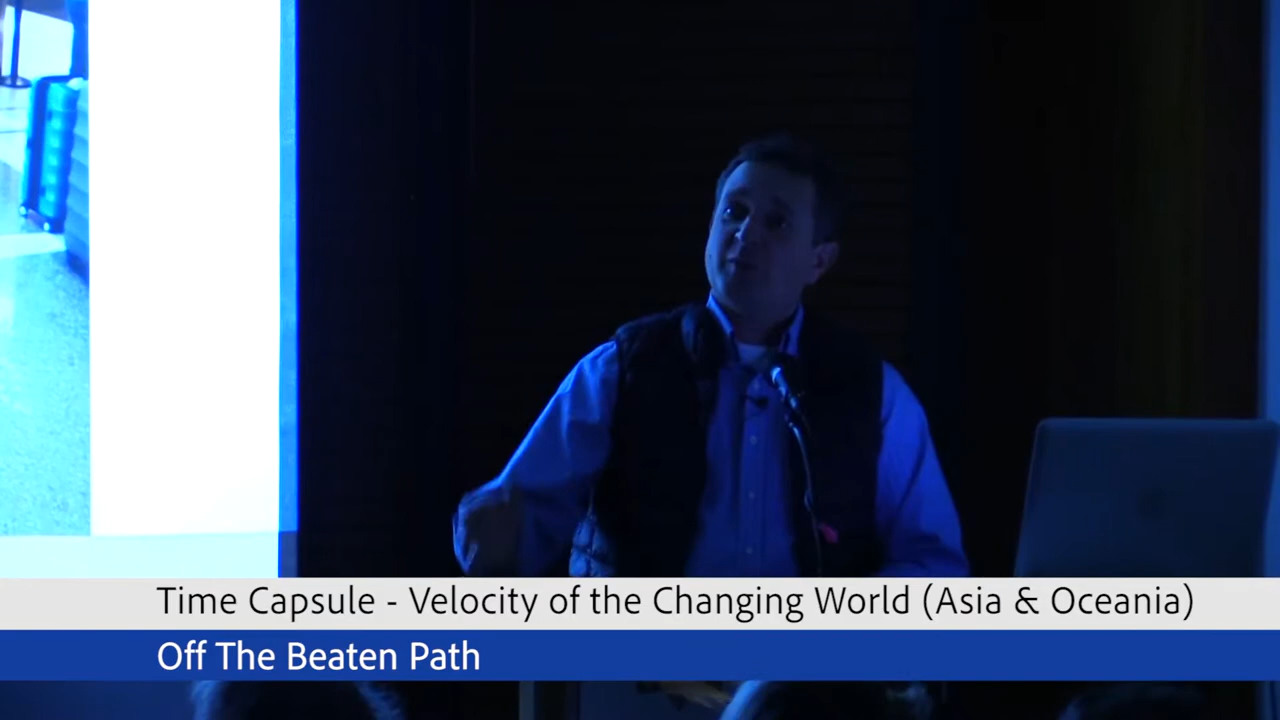 Time Capsule - Velocity of the Changing World (Asia & Oceania)
Off The Beaten Path